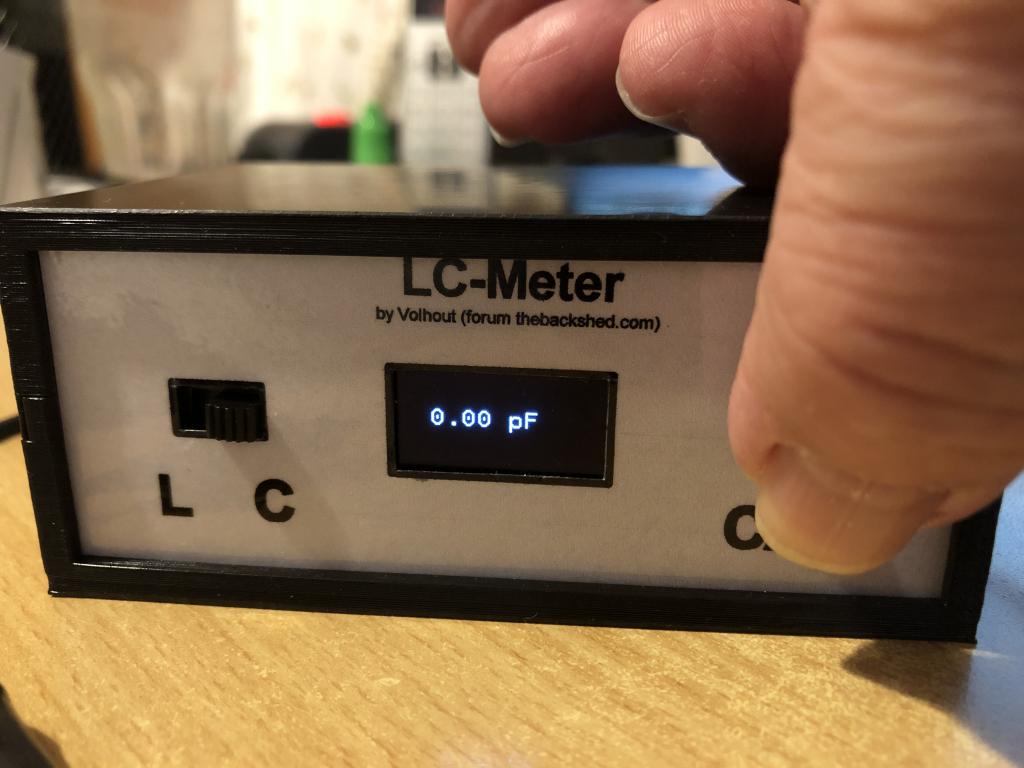 LC-Meter
by Volhout (forum thebackshed.com)
0.00 pF
L C